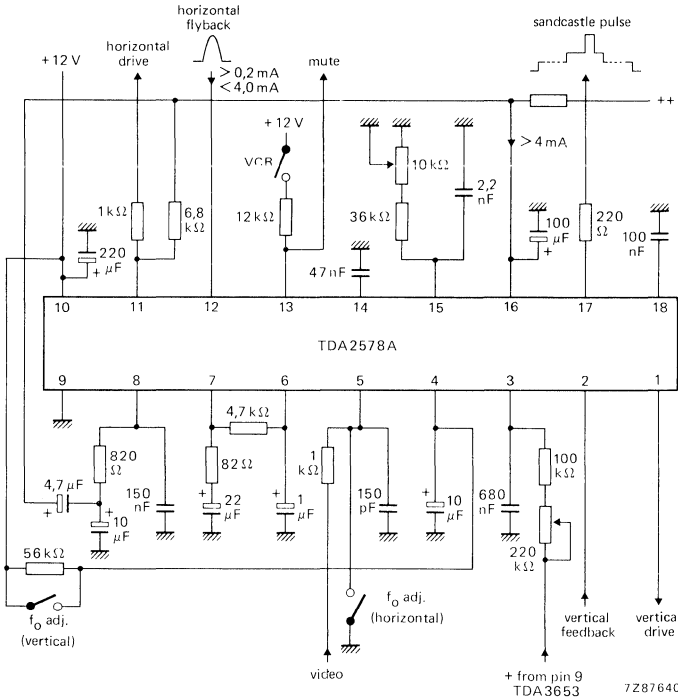 horizontal
flyback
horizontal
drive
sandcastle pulse
+12 V
> 0,2 mA
< 4,0 mA
mute
++
+12 V
VCR
> 4 mA
10 kΩ
2,2
nF
1 kΩ
6,8
kΩ
12 kΩ
36 kΩ
100
µF
+
220
Ω
100
nF
220
µF
+
47 nF
10
11
12
13
14
15
16
17
18
TDA2578A
9
8
7
6
5
4
3
2
1
4,7 kΩ
820
Ω
82 Ω
1
kΩ
100
kΩ
4,7 µF
+
150
nF
+
22
µF
+
1
µF
150
pF
+
10
µF
680
nF
+
10
µF
220
kΩ
56 kΩ
fo adj.
(vertical)
fo adj.
(horizontal)
vertical
feedback
vertica
drive
video
+ from pin 9
TDA3653
7Z8764C